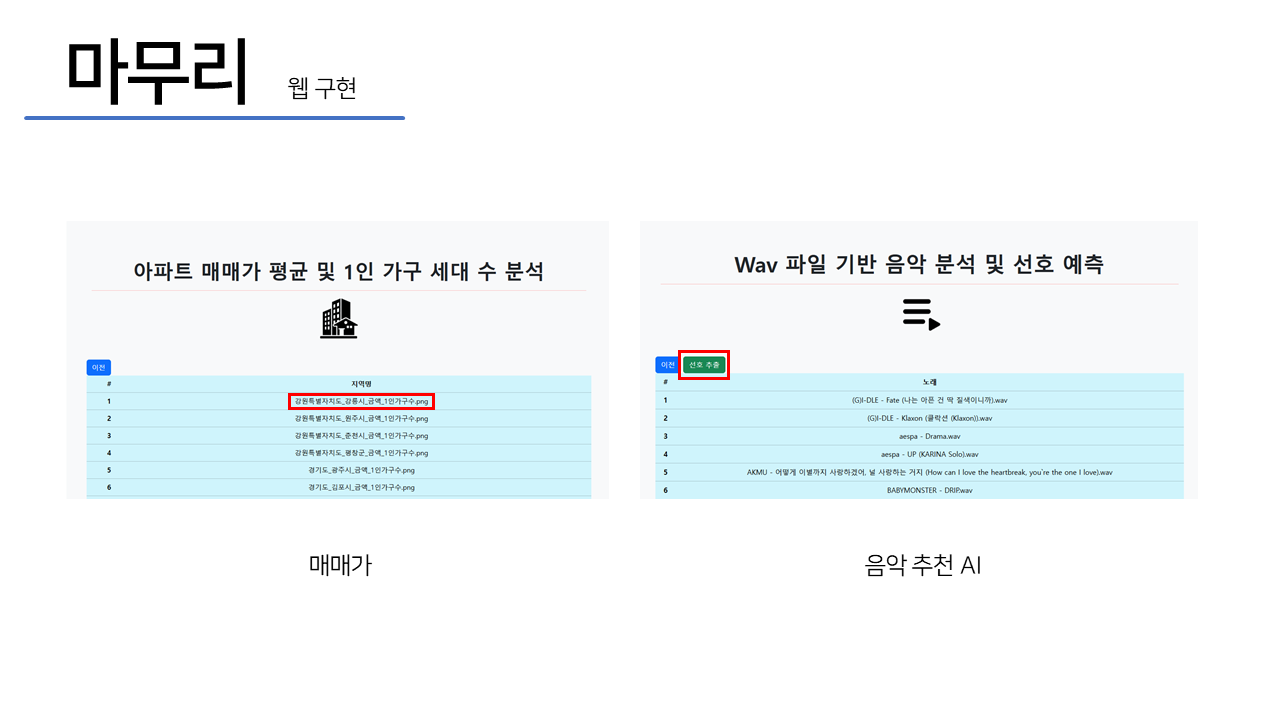 마무리 웹 구현
아파트 매매가 평균 및 1인 가구 세대 수 분석
이전
# 지역명
1 강원특별자치도_강릉시_금액_1인가구수.png
2 강원특별자치도_원주시_금액_1인가구수.png
3 강원특별자치도_춘천시_금액_1인가구수.png
4 강원특별자치도_평창군_금액_1인가구수.png
5 경기도_광주시_금액_1인가구수.png
6 경기도_김포시_금액_1인가구수.png
매매가
Wav 파일 기반 음악 분석 및 선호 예측
이전 선호 추출
# 노래
1 (G)I-DLE - Fate (나는 아픈 건 딱 질색이니까).wav
2 (G)I-DLE - Klaxon (클락션 (Klaxon)).wav
3 aespa - Drama.wav
4 aespa - UP (KARINA Solo).wav
5 AKMU - 어떻게 이별까지 사랑하겠어, 널 사랑하는 거지 (How can I love the heartbreak, you're the one I love).wav
6 BABYMONSTER - DRIP.wav
음악 추천 AI